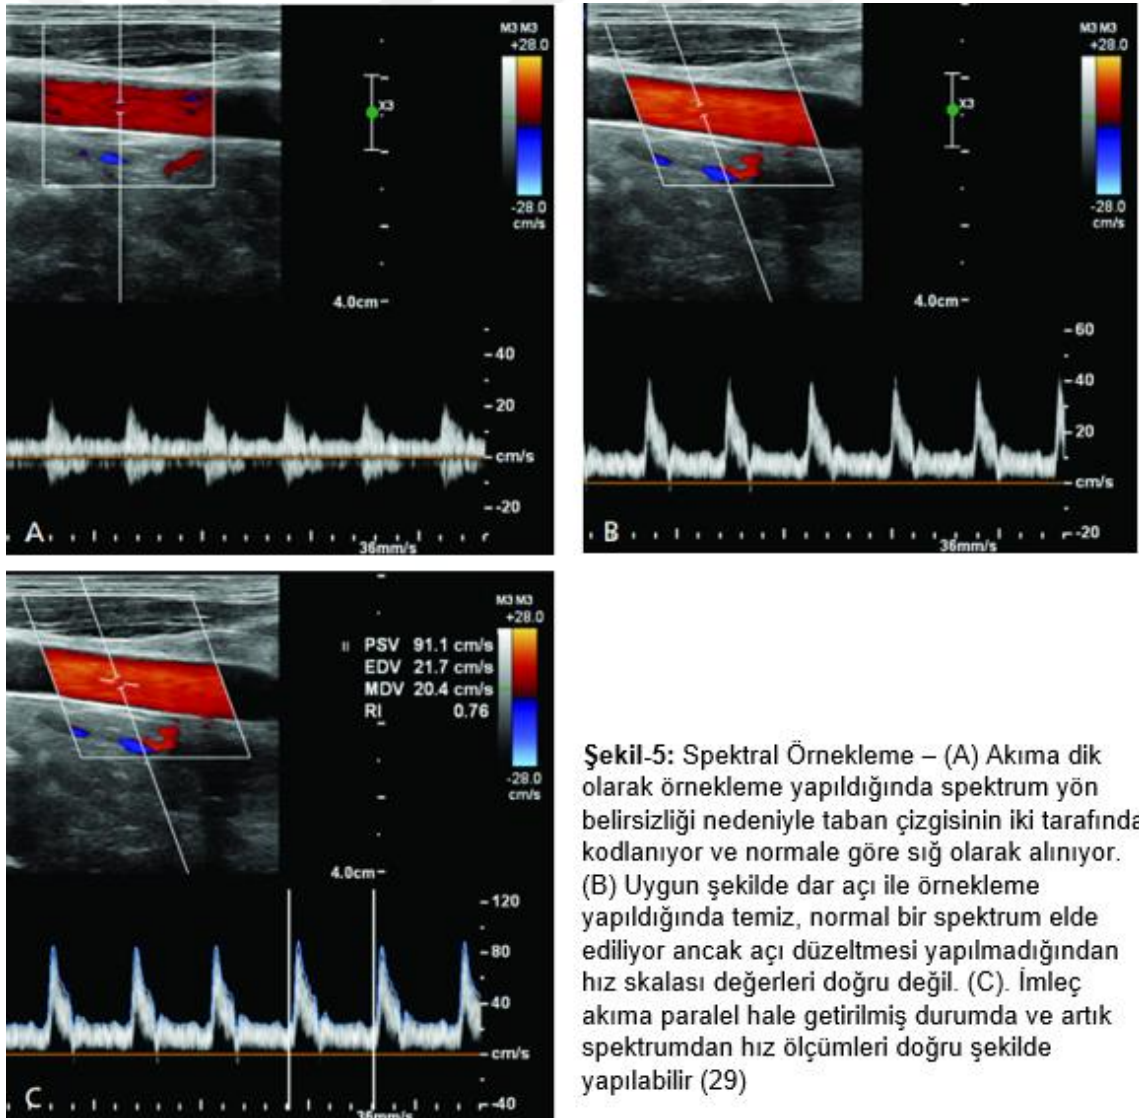 M3 M3
+28.0
X3
-28.0
cm/s
4.0cm
40
20
cm/s
-20
A
36mm/s
M3 M3
+28.0
X3
-28.0
cm/s
4.0cm
60
40
20
cm/s
-20
B
36mm/s
M3 M3
+28.0
PSV 91.1 cm/s
EDV 21.7 cm/s
MDV 20.4 cm/s
RI 0.76
-28.0
cm/s
4.0cm
120
80
40
cm/s
-40
C
36mm/s
Şekil-5: Spektral Örnekleme – (A) Akıma dik
olarak örnekleme yapıldığında spektrum yön
belirsizliği nedeniyle taban çizgisinin iki tarafında
kodlanıyor ve normale göre sığ olarak alınıyor.
(B) Uygun şekilde dar açı ile örnekleme
yapıldığında temiz, normal bir spektrum elde
ediliyor ancak açı düzeltmesi yapılmadığından
hız skalası değerleri doğru değil. (C). İmleç
akıma paralel hale getirilmiş durumda ve artık
spektrumdan hız ölçümleri doğru şekilde
yapılabilir (29)